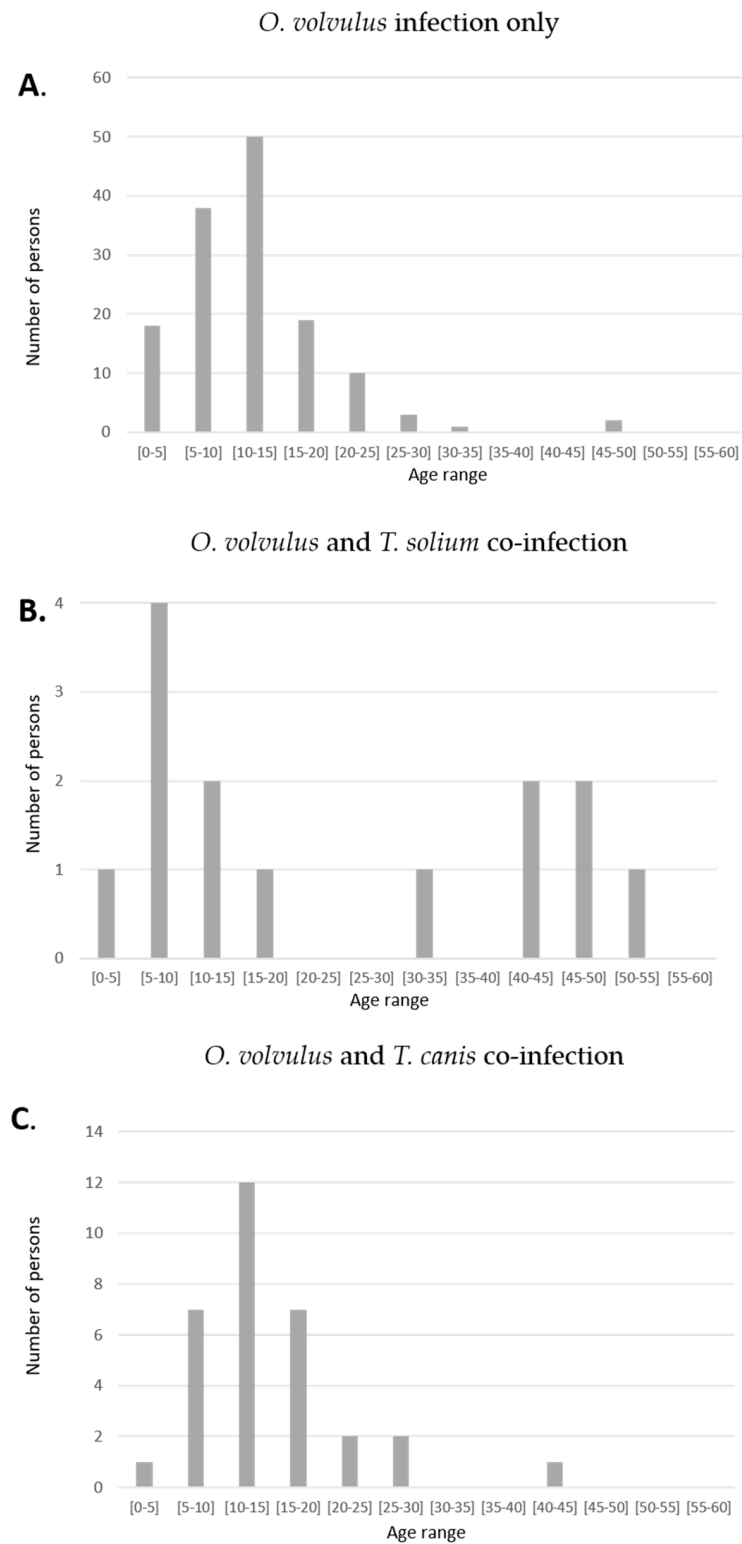 O. volvulus infection only
A.
60
50
40
30
20
10
0
Number of persons
[0-5] [5-10] [10-15] [15-20] [20-25] [25-30] [30-35] [35-40] [40-45] [45-50] [50-55] [55-60]
Age range
O. volvulus and T. solium co-infection
B.
4
3
2
1
0
Number of persons
[0-5] [5-10] [10-15] [15-20] [20-25] [25-30] [30-35] [35-40] [40-45] [45-50] [50-55] [55-60]
Age range
O. volvulus and T. canis co-infection
C.
14
12
10
8
6
4
2
0
Number of persons
[0-5] [5-10] [10-15] [15-20] [20-25] [25-30] [30-35] [35-40] [40-45] [45-50] [50-55] [55-60]
Age range